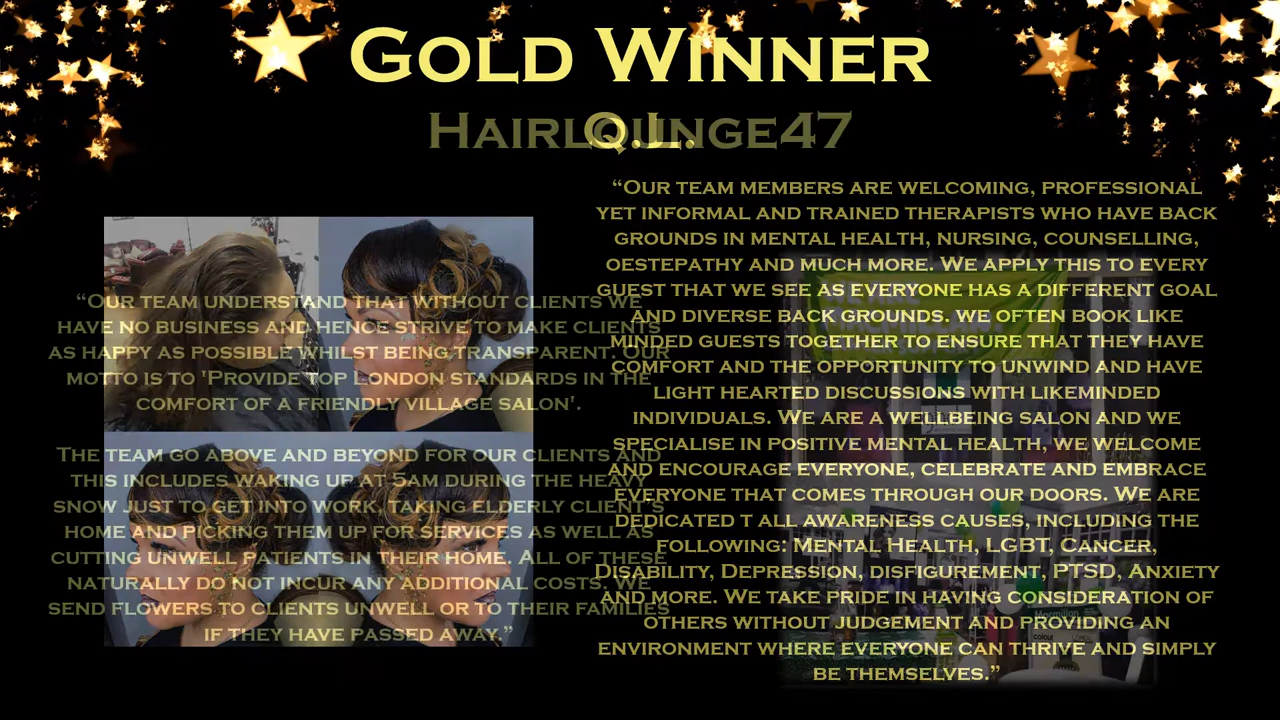 GOLD WINNER
HAIRLOUNGE47
Q.L.
"OUR TEAM UNDERSTAND THAT WITHOUT CLIENTS WE
HAVE NO BUSINESS AND HENCE STRIVE TO MAKE CLIENTS
AS HAPPY AS POSSIBLE WHILST BEING TRANSPARENT. OUR
MOTTO IS TO 'PROVIDE TOP LONDON STANDARDS IN THE
COMFORT OF A FRIENDLY VILLAGE SALON'.
THE TEAM GO ABOVE AND BEYOND FOR OUR CLIENTS AND
THIS INCLUDES WAKING UP AT 5AM DURING THE HEAVY
SNOW JUST TO GET INTO WORK, TAKING ELDERLY CLIENT'S
HOME AND PICKING THEM UP FOR SERVICES AS WELL AS
CUTTING UNWELL PATIENTS IN THEIR HOME. ALL OF THESE
NATURALLY DO NOT INCUR ANY ADDITIONAL COSTS. WE
SEND FLOWERS TO CLIENTS UNWELL OR TO THEIR FAMILIES
IF THEY HAVE PASSED AWAY."
"OUR TEAM MEMBERS ARE WELCOMING, PROFESSIONAL
YET INFORMAL AND TRAINED THERAPISTS WHO HAVE BACK
GROUNDS IN MENTAL HEALTH, NURSING, COUNSELLING,
OESTEPATHY AND MUCH MORE. WE APPLY THIS TO EVERY
GUEST THAT WE SEE AS EVERYONE HAS A DIFFERENT GOAL
AND DIVERSE BACK GROUNDS. WE OFTEN BOOK LIKE
MINDED GUESTS TOGETHER TO ENSURE THAT THEY HAVE
COMFORT AND THE OPPORTUNITY TO UNWIND AND HAVE
LIGHT HEARTED DISCUSSIONS WITH LIKEMINDED
INDIVIDUALS. WE ARE A WELLBEING SALON AND WE
SPECIALISE IN POSITIVE MENTAL HEALTH, WE WELCOME
AND ENCOURAGE EVERYONE, CELEBRATE AND EMBRACE
EVERYONE THAT COMES THROUGH OUR DOORS. WE ARE
DEDICATED T ALL AWARENESS CAUSES, INCLUDING THE
FOLLOWING: MENTAL HEALTH, LGBT, CANCER,
DISABILITY, DEPRESSION, DISFIGUREMENT, PTSD, ANXIETY
AND MORE. WE TAKE PRIDE IN HAVING CONSIDERATION OF
OTHERS WITHOUT JUDGEMENT AND PROVIDING AN
ENVIRONMENT WHERE EVERYONE CAN THRIVE AND SIMPLY
BE THEMSELVES."
Macmillan